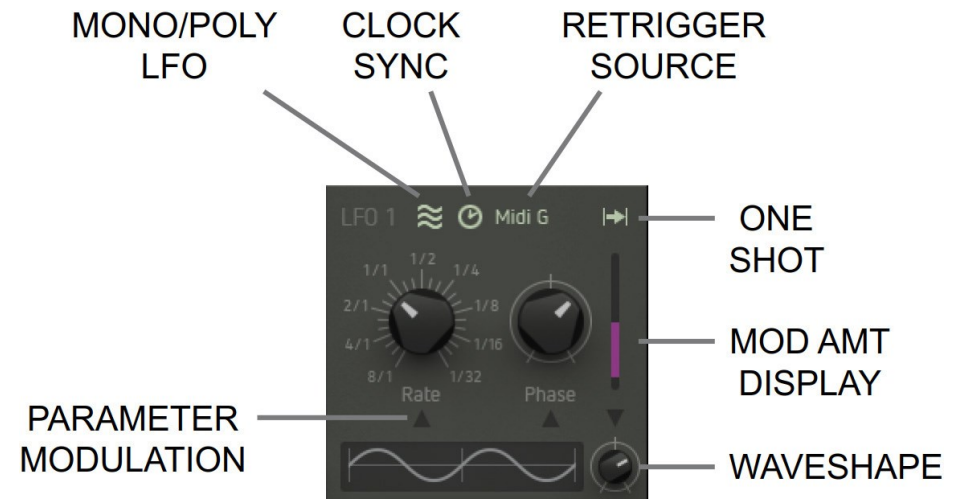 MONO/POLY
LFO
CLOCK
SYNC
RETRIGGER
SOURCE
LFO 1 Midi G
ONE
SHOT
1/2
1/1 1/4
2/1 1/8
4/1 1/16
8/1 1/32
MOD AMT
DISPLAY
Rate Phase
PARAMETER
MODULATION
WAVESHAPE